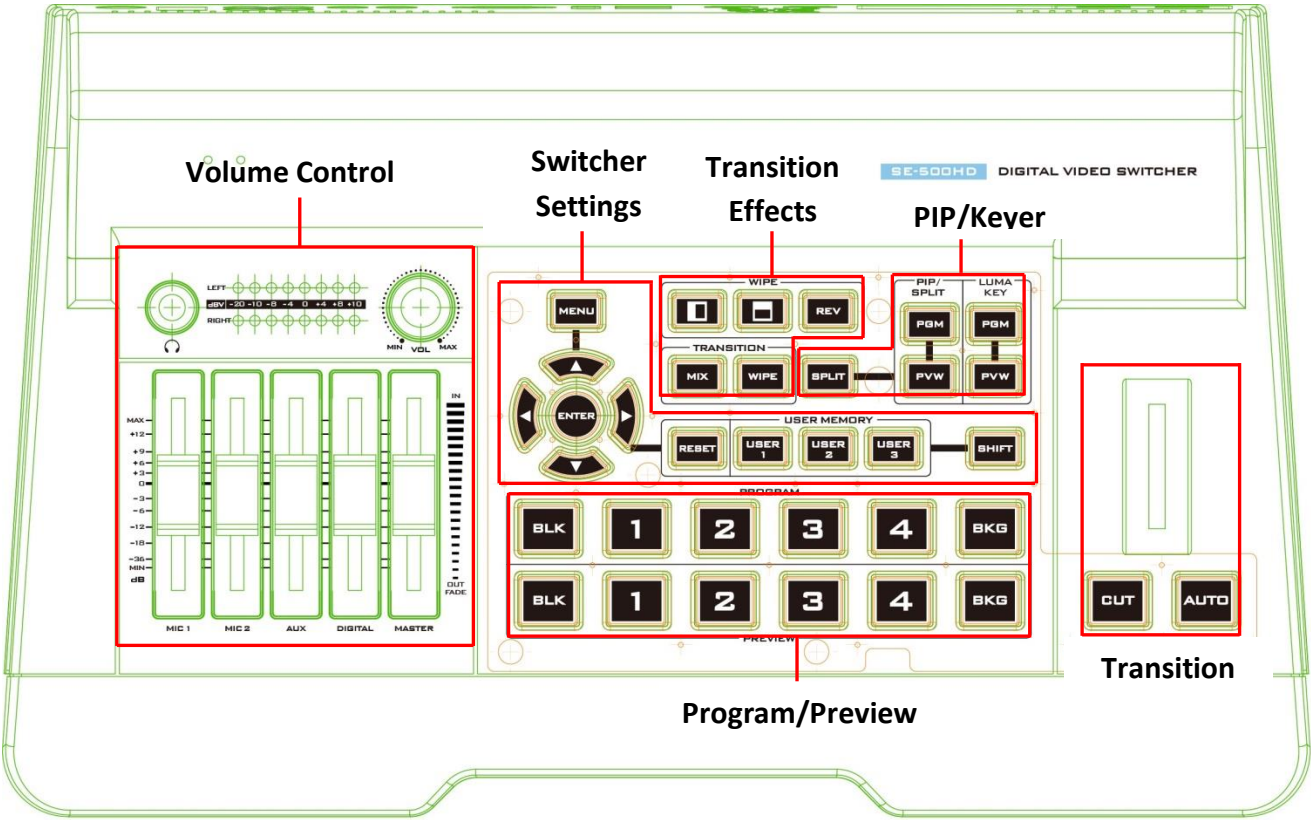 Volume Control
Switcher
Settings
Transition
Effects
SE-500HD DIGITAL VIDEO SWITCHER
PIP/Keyer
LEFT
dBV -20 -10 -8 -4 0 +4 +8 +10
RIGHT
MIN VOL MAX
MENU
WIPE
REV
PIP/
SPLIT
LUMA
KEY
PGM PGM
TRANSITION
MIX WIPE SPLIT PVW PVW
ENTER
USER MEMORY
RESET
USER
1
USER
2
USER
3
SHIFT
IN
MAX
+12
+9
+6
+3
0
-3
-6
-12
-18
-36
MIN
dB
OUT
FADE
MIC 1 MIC 2 AUX DIGITAL MASTER
PROGRAM
BLK 1 2 3 4 BKG
BLK 1 2 3 4 BKG
PREVIEW
CUT AUTO
Transition
Program/Preview